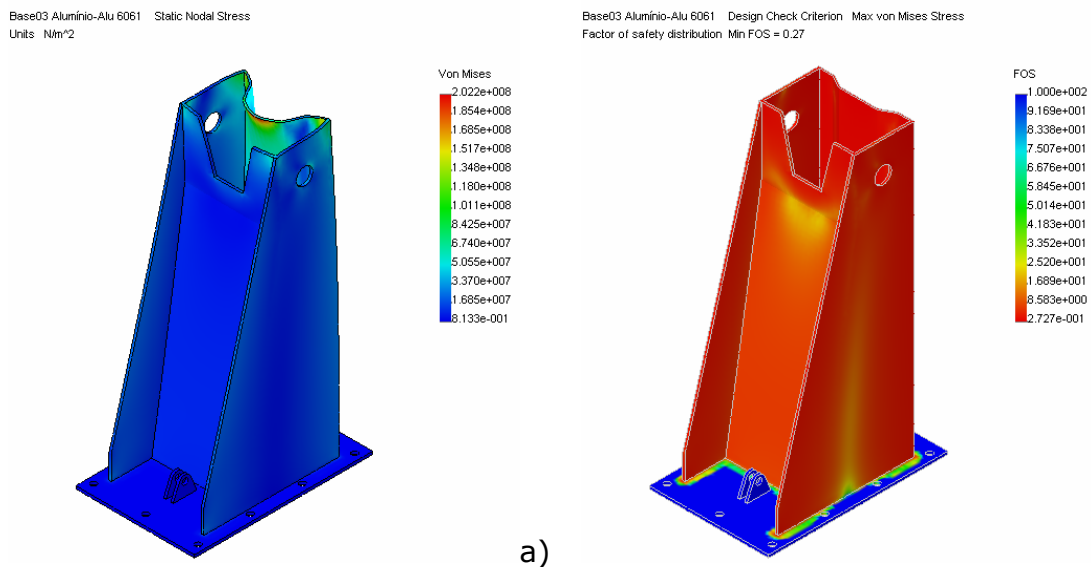 Base03 Alumínio-Alu 6061 Static Nodal Stress
Units N/m^2
Von Mises
2.022e+008
1.854e+008
1.685e+008
1.517e+008
1.348e+008
1.180e+008
1.011e+008
8.425e+007
6.740e+007
5.055e+007
3.370e+007
1.685e+007
8.133e-001
a)
Base03 Alumínio-Alu 6061 Design Check Criterion Max von Mises Stress
Factor of safety distribution Min FOS = 0.27
FOS
1.000e+002
9.169e+001
8.338e+001
7.507e+001
6.676e+001
5.845e+001
5.014e+001
4.183e+001
3.352e+001
2.520e+001
1.689e+001
8.583e+000
2.727e-001